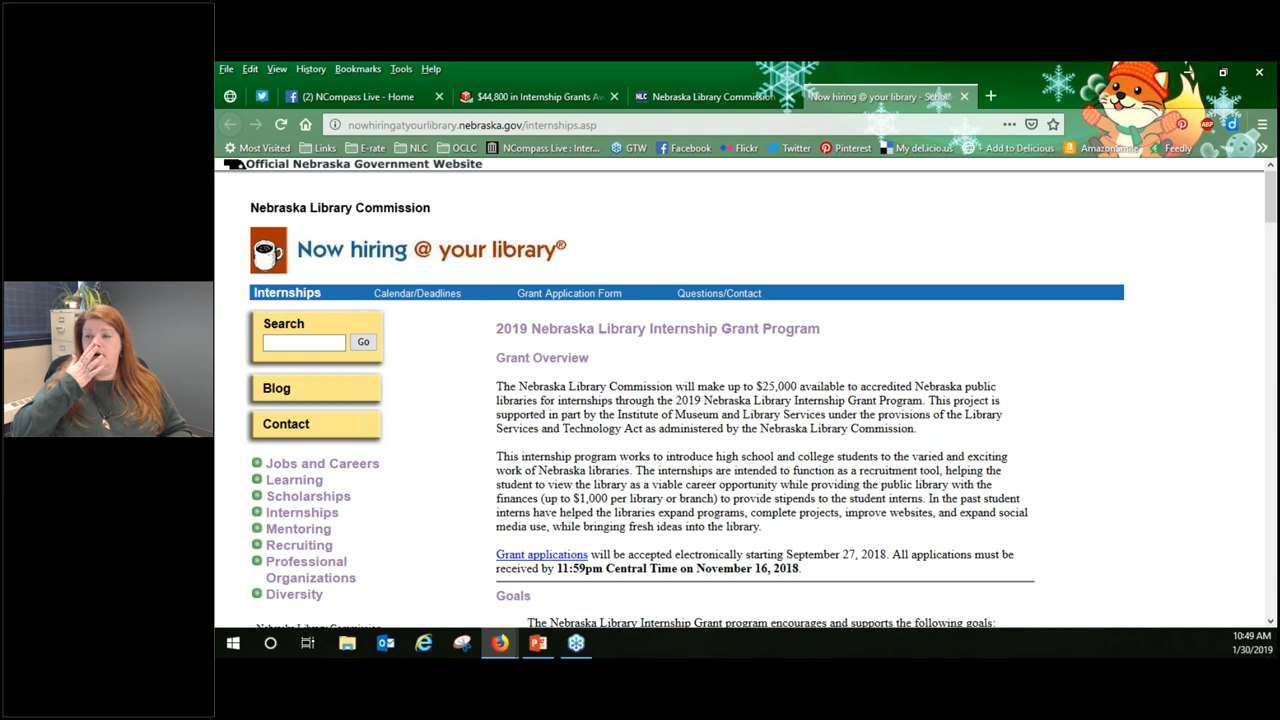 File Edit View History Bookmarks Tools Help
(2) NCompass Live - Home
$44,800 in Internship Grants Aw
NLC Nebraska Library Commission
Now hiring @ your library - Schol
nowhiringatyourlibrary.nebraska.gov/internships.asp
Most Visited Links E-rate NLC OCLC NCompass Live : Inter... GTW Facebook Flickr Twitter Pinterest My del.icio.us Add to Delicious AmazonSmile Feedly
ABP
Official Nebraska Government Website
Nebraska Library Commission
Now hiring @ your library®
Internships Calendar/Deadlines Grant Application Form Questions/Contact
Search
Go
Blog
Contact
Jobs and Careers
Learning
Scholarships
Internships
Mentoring
Recruiting
Professional
Organizations
Diversity
Nebraska Library Commission
2019 Nebraska Library Internship Grant Program
Grant Overview
The Nebraska Library Commission will make up to $25,000 available to accredited Nebraska public
libraries for internships through the 2019 Nebraska Library Internship Grant Program. This project is
supported in part by the Institute of Museum and Library Services under the provisions of the Library
Services and Technology Act as administered by the Nebraska Library Commission.
This internship program works to introduce high school and college students to the varied and exciting
work of Nebraska libraries. The internships are intended to function as a recruitment tool, helping the
student to view the library as a viable career opportunity while providing the public library with the
finances (up to $1,000 per library or branch) to provide stipends to the student interns. In the past student
interns have helped the libraries expand programs, complete projects, improve websites, and expand social
media use, while bringing fresh ideas into the library.
Grant applications will be accepted electronically starting September 27, 2018. All applications must be
received by 11:59pm Central Time on November 16, 2018.
Goals
The Nebraska Library Internship Grant program encourages and supports the following goals:
10:49 AM
1/30/2019